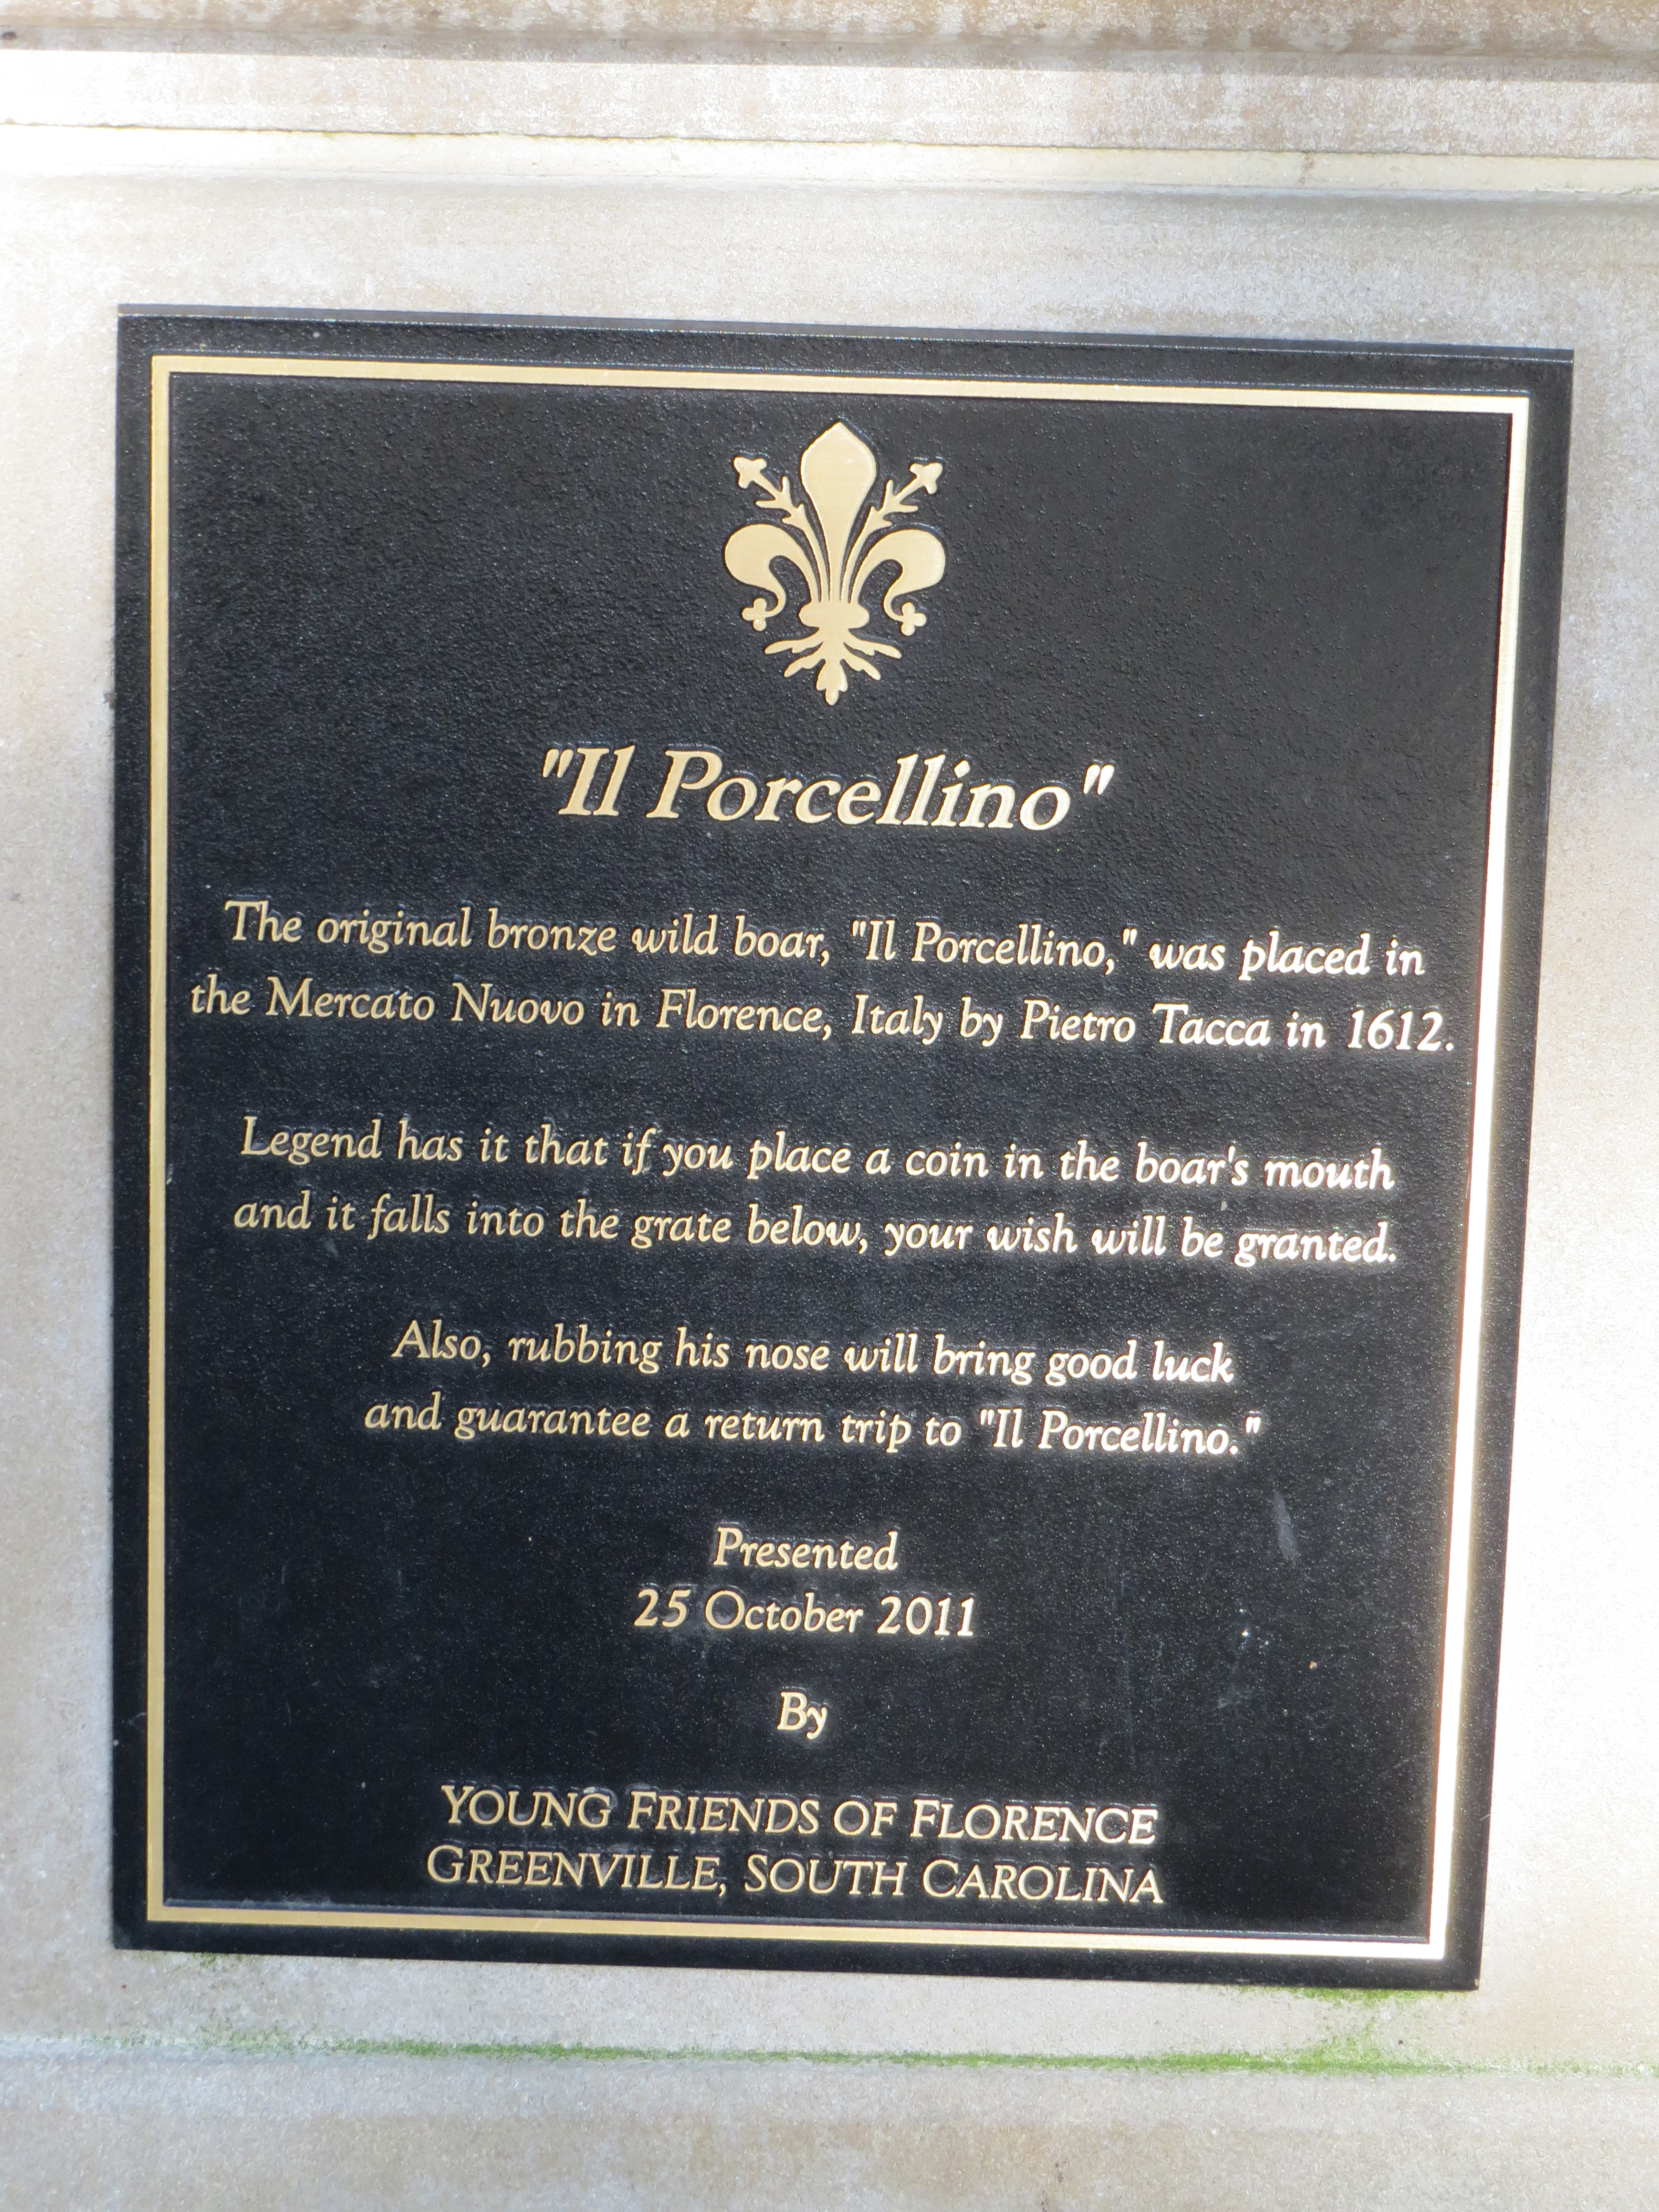 "Il Porcellino"
The original bronze wild boar, "Il Porcellino," was placed in
the Mercato Nuovo in Florence, Italy by Pietro Tacca in 1612.
Legend has it that if you place a coin in the boar's mouth
and it falls into the grate below, your wish will be granted.
Also, rubbing his nose will bring good luck
and guarantee a return trip to "Il Porcellino."
Presented
25 October 2011
By
YOUNG FRIENDS OF FLORENCE
GREENVILLE, SOUTH CAROLINA